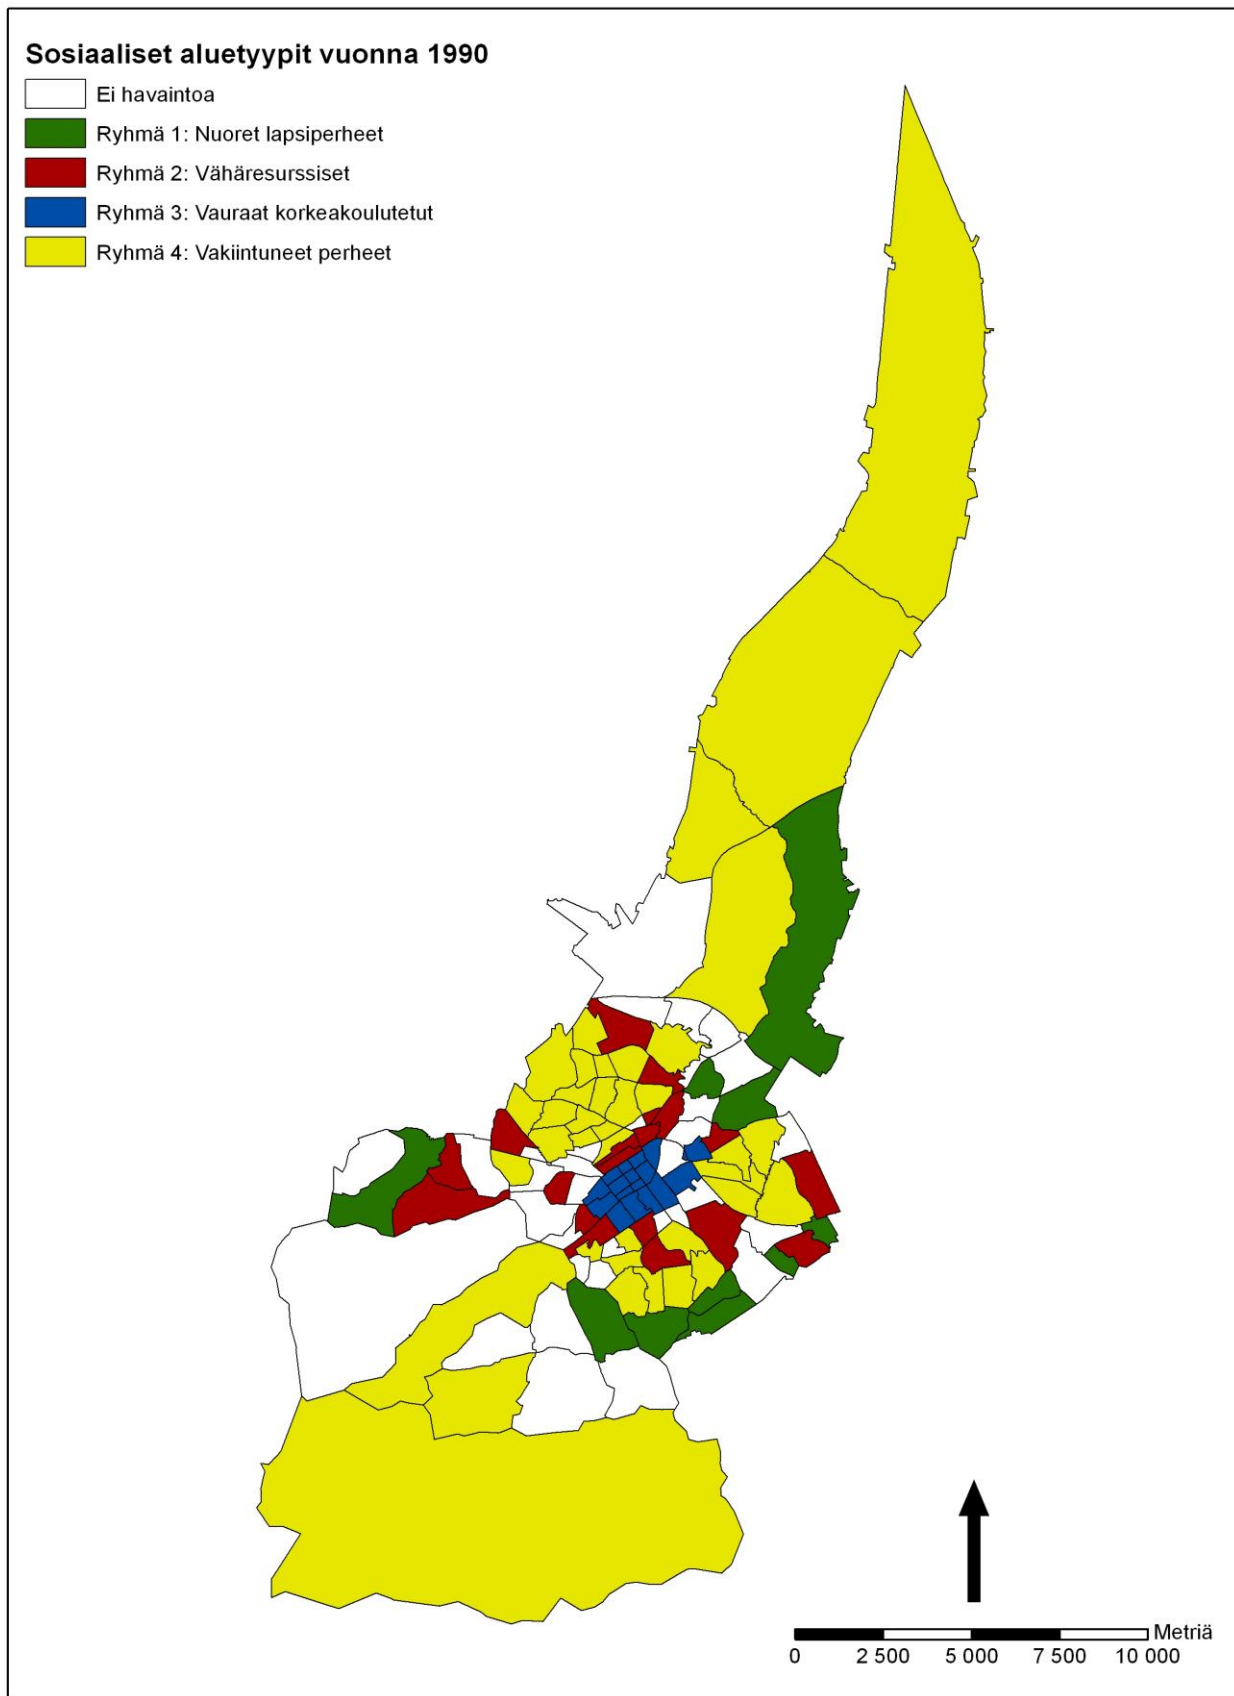 Sosiaaliset aluetyypit vuonna 1990
Ei havaintoa
Ryhmä 1: Nuoret lapsiperheet
Ryhmä 2: Vähäresurssiset
Ryhmä 3: Vauraat korkeakoulutetut
Ryhmä 4: Vakiintuneet perheet
Metriä
0 2 500 5 000 7 500 10 000